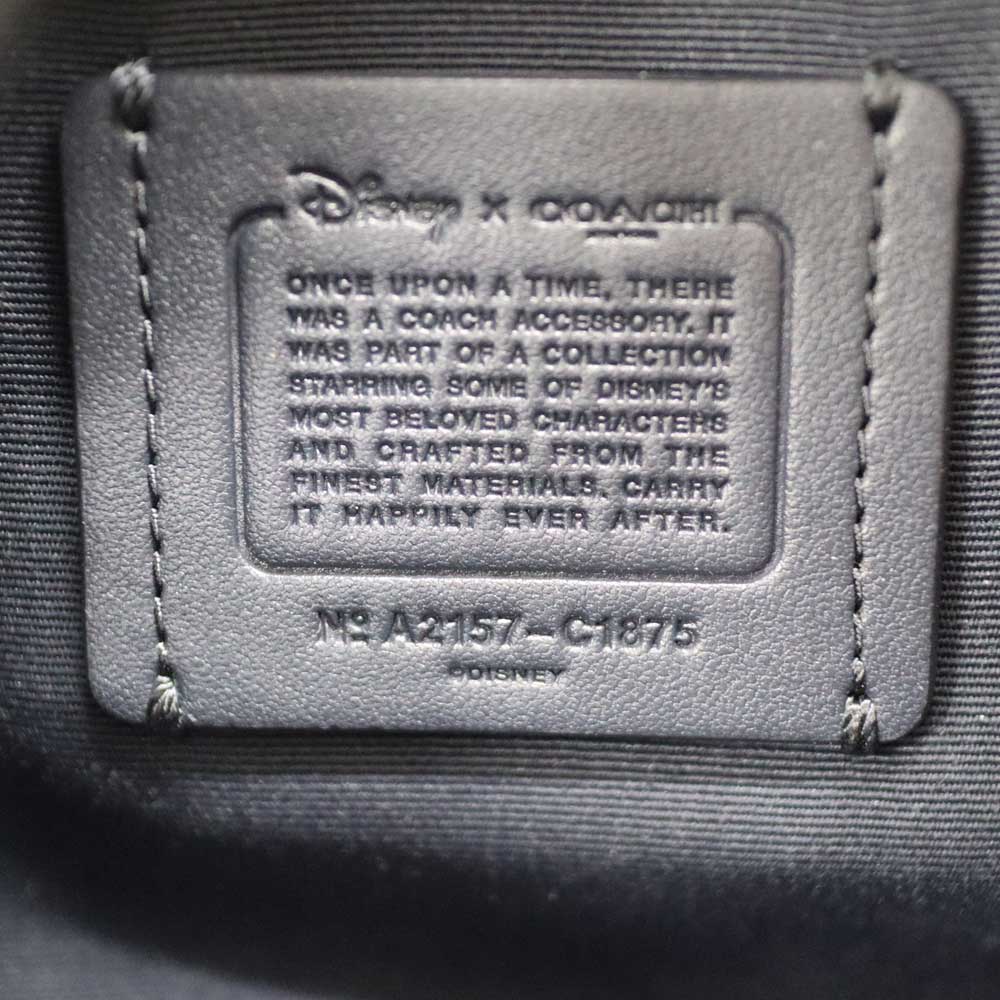 Disney x COACH
ONCE UPON A TIME, THERE
WAS A COACH ACCESSORY. IT
WAS PART OF A COLLECTION
STARRING SOME OF DISNEY'S
MOST BELOVED CHARACTERS
AND CRAFTED FROM THE
FINEST MATERIALS. CARRY
IT HAPPILY EVER AFTER.
Nº A2157-C1875
©DISNEY